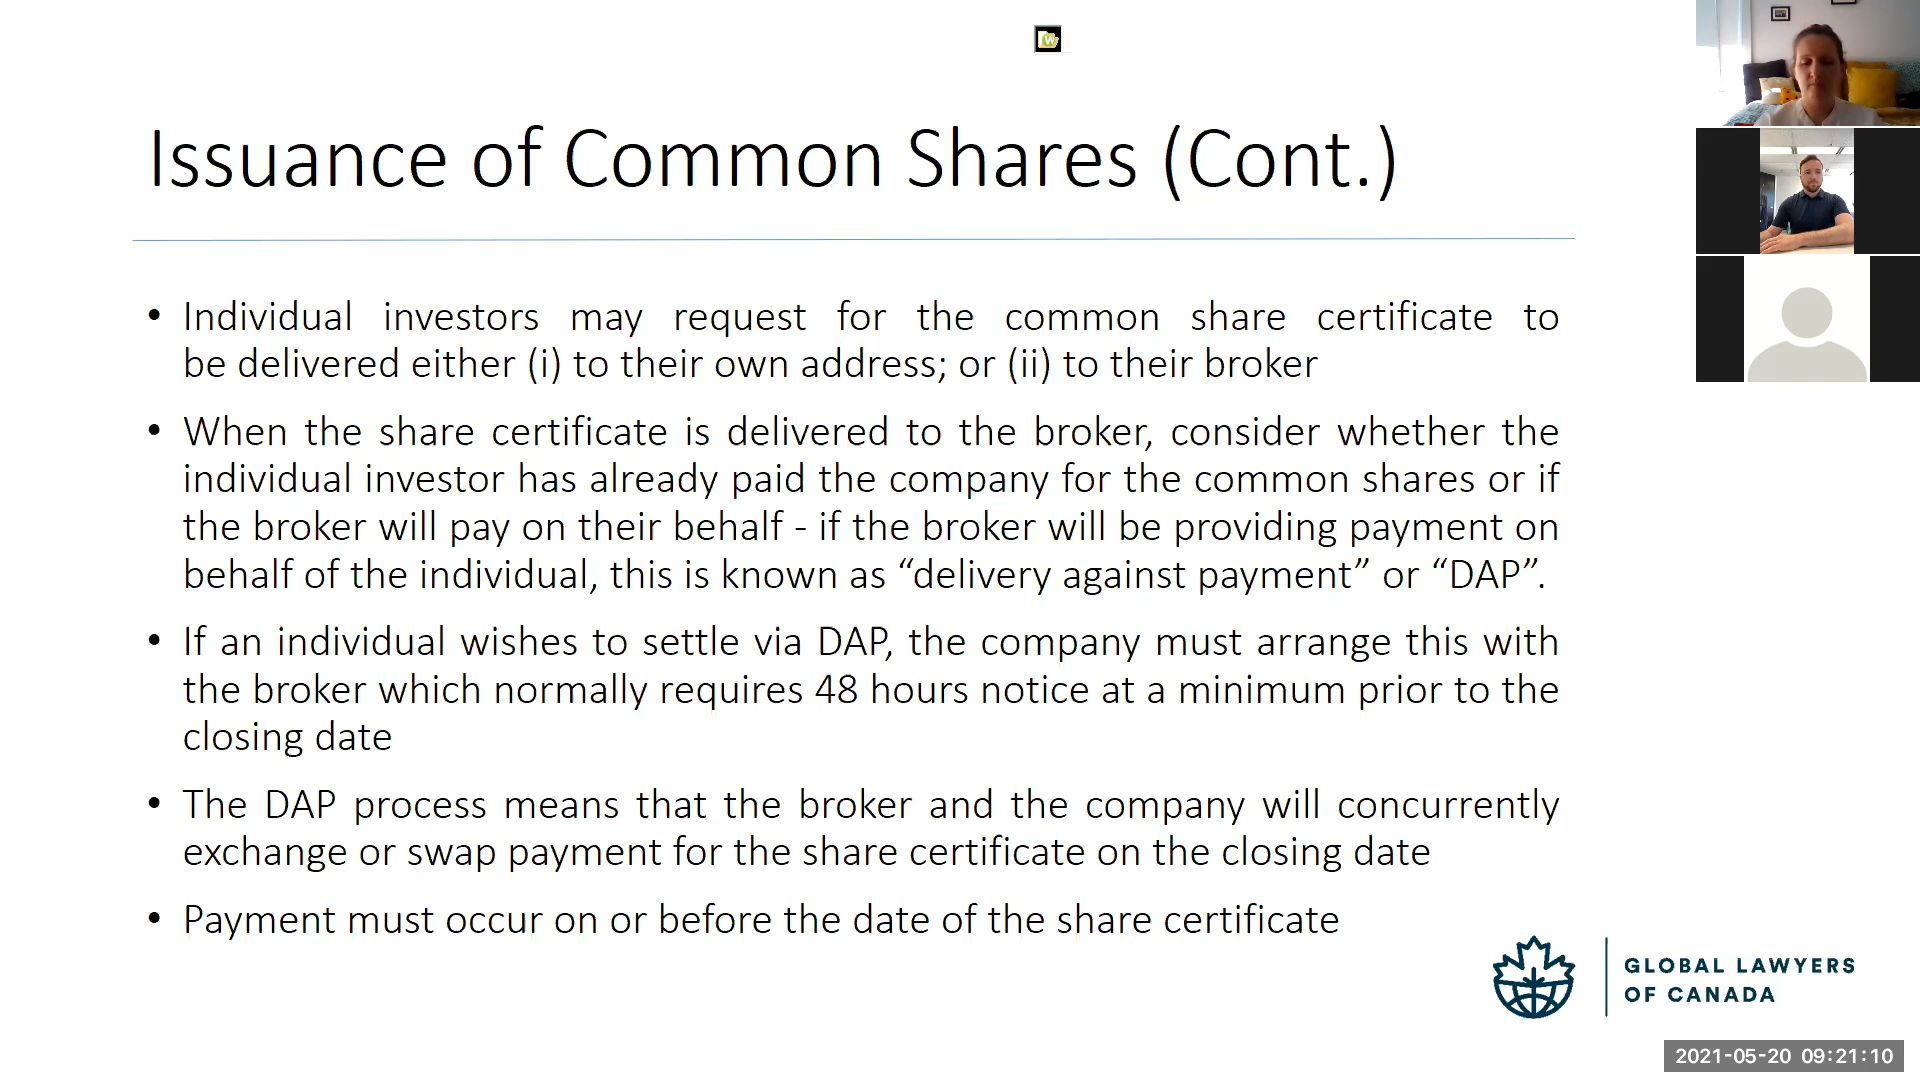 Issuance of Common Shares (Cont.)
• Individual investors may request for the common share certificate to
be delivered either (i) to their own address; or (ii) to their broker
• When the share certificate is delivered to the broker, consider whether the
individual investor has already paid the company for the common shares or if
the broker will pay on their behalf - if the broker will be providing payment on
behalf of the individual, this is known as “delivery against payment” or “DAP”.
• If an individual wishes to settle via DAP, the company must arrange this with
the broker which normally requires 48 hours notice at a minimum prior to the
closing date
• The DAP process means that the broker and the company will concurrently
exchange or swap payment for the share certificate on the closing date
• Payment must occur on or before the date of the share certificate
GLOBAL LAWYERS
OF CANADA
2021-05-20 09:21:10